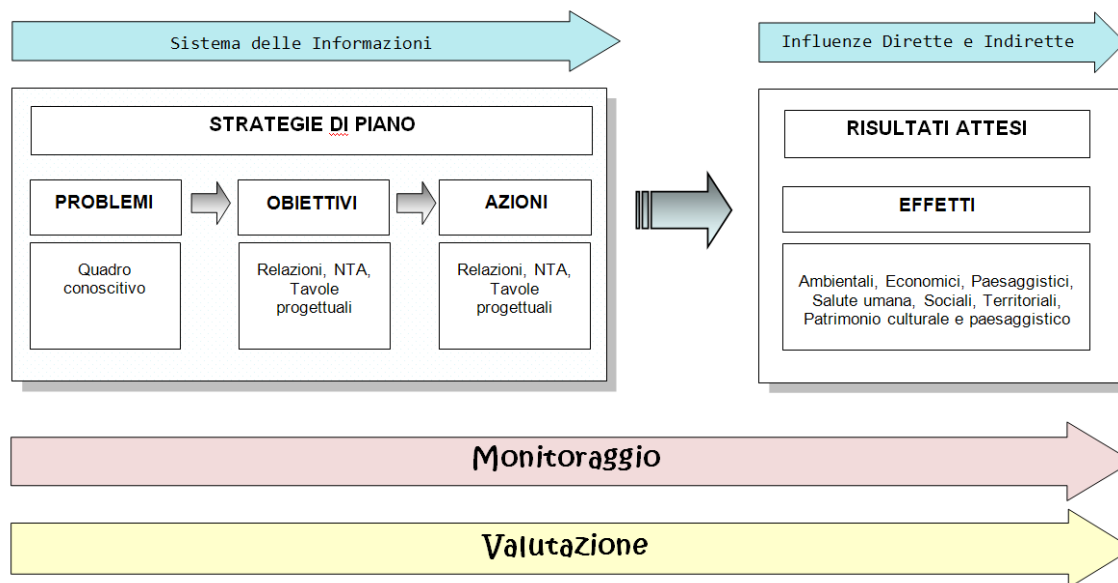 Sistema delle Informazioni
Influenze Dirette e Indirette
STRATEGIE DI PIANO
PROBLEMI
OBIETTIVI
AZIONI
Quadro
conoscitivo
Relazioni, NTA,
Tavole
progettuali
Relazioni, NTA,
Tavole
progettuali
RISULTATI ATTESI
EFFETTI
Ambientali, Economici, Paesaggistici,
Salute umana, Sociali, Territoriali,
Patrimonio culturale e paesaggistico
Monitoraggio
Valutazione